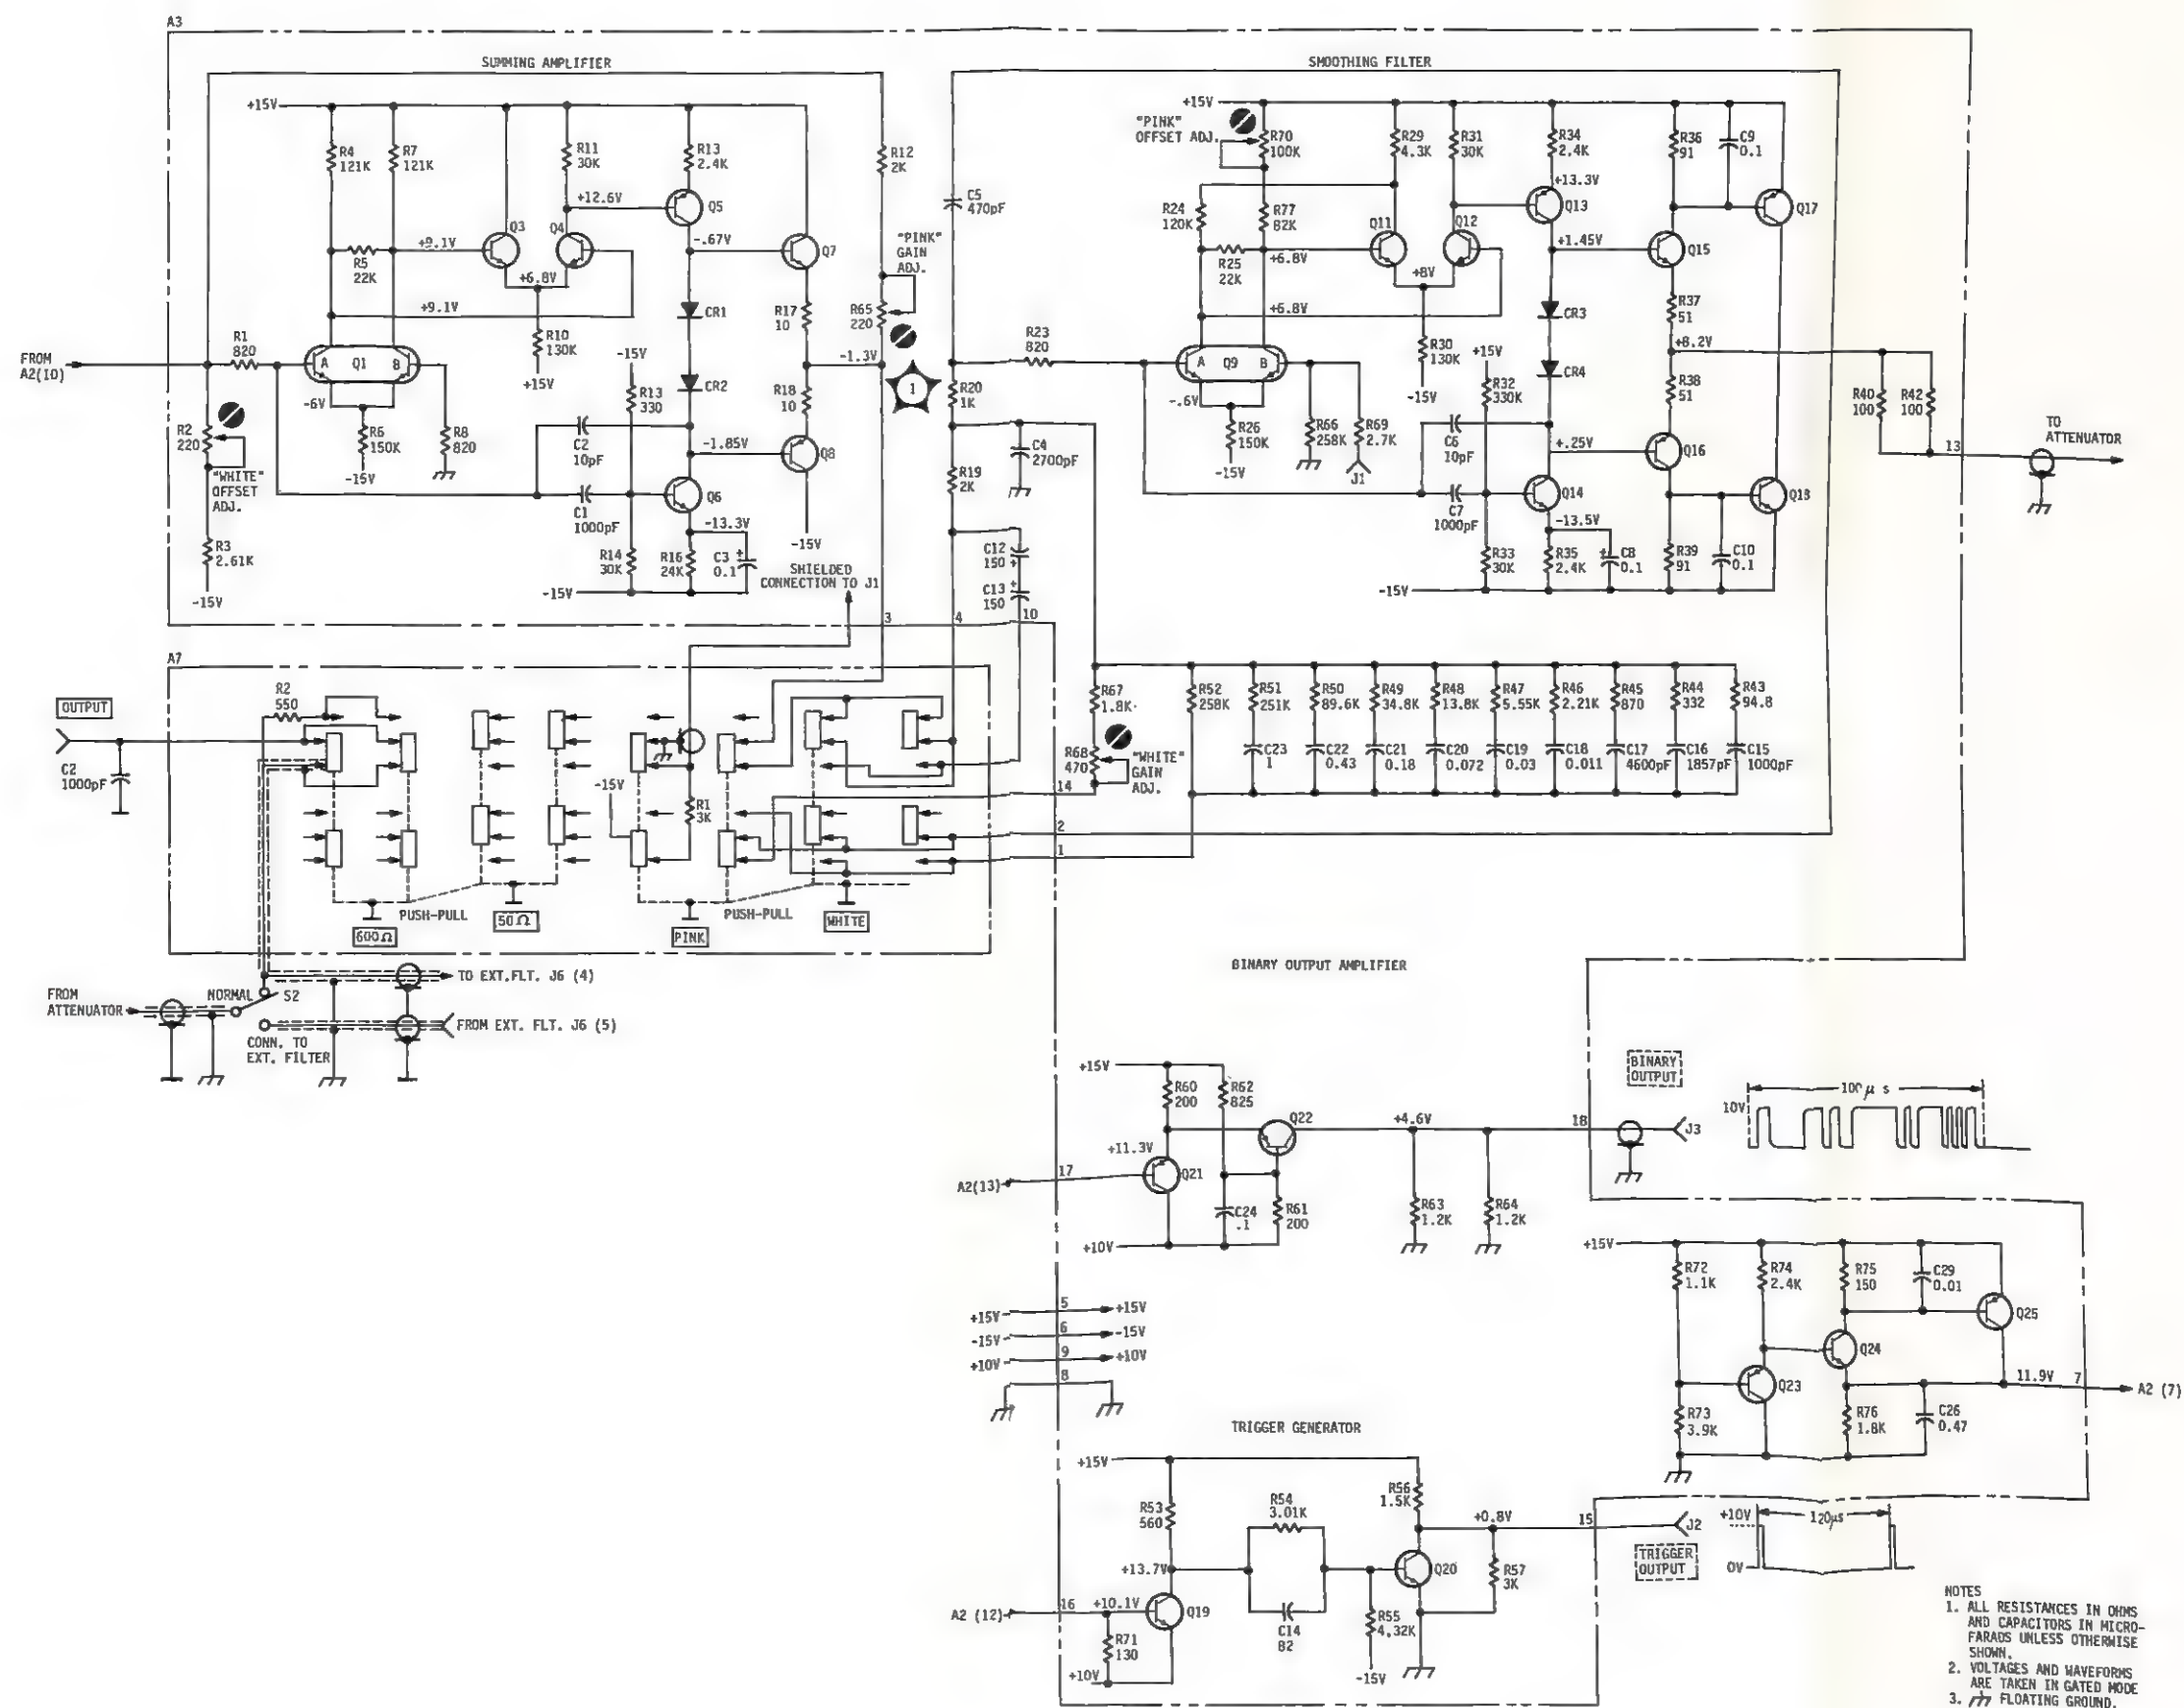 A3
SUMMING AMPLIFIER
SMOOTHING FILTER
+15V
R4
121K
R7
121K
R11
30K
R13
2.4K
R12
2K
+12.6V
Q5
Q3
Q4
+9.1V
R5
22K
+6.8V
-.67V
Q7
"PINK"
GAIN
ADJ.
+9.1V
R10
130K
+15V
CR1
R17
10
R65
220
FROM
A2(10)
R1
820
A
Q1
B
-15V
-1.3V
1
-6V
R13
330
CR2
R18
10
R2
220
R6
150K
-15V
R8
820
C2
10pF
-1.85V
Q8
"WHITE"
OFFSET
ADJ.
C1
1000pF
Q6
-13.3V
-15V
R3
2.61K
-15V
R14
30K
R16
24K
C3
0.1
-15V
SHIELDED
CONNECTION TO J1
3
4
10
+15V
"PINK"
OFFSET ADJ.
R70
100K
R29
4.3K
R31
30K
R34
2.4K
R36
91
C9
0.1
C5
470pF
R24
120K
R77
82K
Q11
Q12
+13.3V
Q13
Q17
+1.45V
Q15
R25
22K
+6.8V
+8V
+6.8V
CR3
R37
51
R23
820
R30
130K
-15V
+15V
+8.2V
A
Q9
B
CR4
R20
1K
-.6V
R32
330K
R38
51
R40
100
R42
100
R26
150K
-15V
R66
258K
R69
2.7K
J1
C4
2700pF
C6
10pF
+.25V
Q16
13
TO
ATTENUATOR
R19
2K
C7
1000pF
Q14
Q18
-13.5V
C12
150
C13
150
R33
30K
R35
2.4K
C8
0.1
R39
91
C10
0.1
-15V
A7
OUTPUT
R2
550
C2
1000pF
-15V
R1
3K
R67
1.8K
R68
470
"WHITE"
GAIN
ADJ.
R52
258K
R51
251K
R50
89.6K
R49
34.8K
R48
13.8K
R47
5.55K
R46
2.21K
R45
870
R44
332
R43
94.8
C23
1
C22
0.43
C21
0.18
C20
0.072
C19
0.03
C18
0.011
C17
4600pF
C16
1857pF
C15
1000pF
14
2
1
600Ω
PUSH-PULL
50Ω
PINK
PUSH-PULL
WHITE
TO EXT.FLT. J6 (4)
FROM
ATTENUATOR
NORMAL
S2
FROM EXT. FLT. J6 (5)
CONN. TO
EXT. FILTER
BINARY OUTPUT AMPLIFIER
+15V
R60
200
R62
825
Q22
+4.6V
18
J3
BINARY
OUTPUT
100μ s
10V
+11.3V
A2(13)
17
Q21
C24
.1
R61
200
R63
1.2K
R64
1.2K
+10V
+15V
5
+15V
-15V
6
-15V
+10V
9
+10V
8
+15V
R72
1.1K
R74
2.4K
R75
150
C29
0.01
Q25
Q24
Q23
11.9V
7
A2 (7)
R73
3.9K
R76
1.8K
C26
0.47
TRIGGER GENERATOR
+15V
R53
560
R54
3.01K
R56
1.5K
+0.8V
15
J2
TRIGGER
OUTPUT
+10V
120μs
0V
+13.7V
Q20
R57
3K
A2 (12)
16
+10.1V
Q19
C14
82
R55
4.32K
-15V
R71
130
+10V
NOTES
1. ALL RESISTANCES IN OHMS
AND CAPACITORS IN MICRO-
FARADS UNLESS OTHERWISE
SHOWN.
2. VOLTAGES AND WAVEFORMS
ARE TAKEN IN GATED MODE
3. FLOATING GROUND.